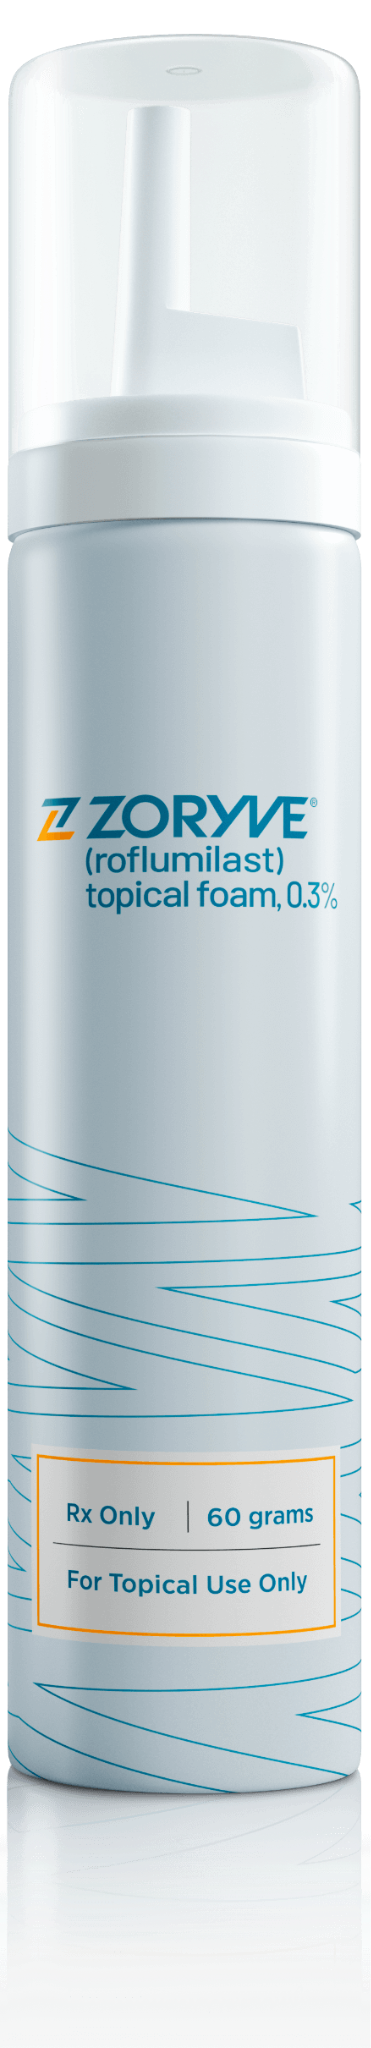 ZORYVE®
(roflumilast)
topical foam, 0.3%
Rx Only | 60 grams
For Topical Use Only